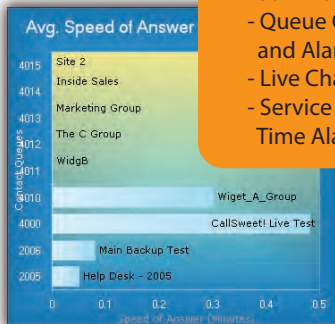 Avg. Speed of Answer
- Queue
and Alar
- Live Cha
- Service
Time Ala
4015 Site 2
Inside Sales
4014
4013 Marketing Group
4012 The C Group
4011 WidgB
4010 Wiget_A_Group
4000 CallSweet! Live Test
2006 Main Backup Test
2005 Help Desk - 2005
Contact Queues
0 0.1 0.2 0.3 0.4 0.5
Speed of Answer (Minutes)